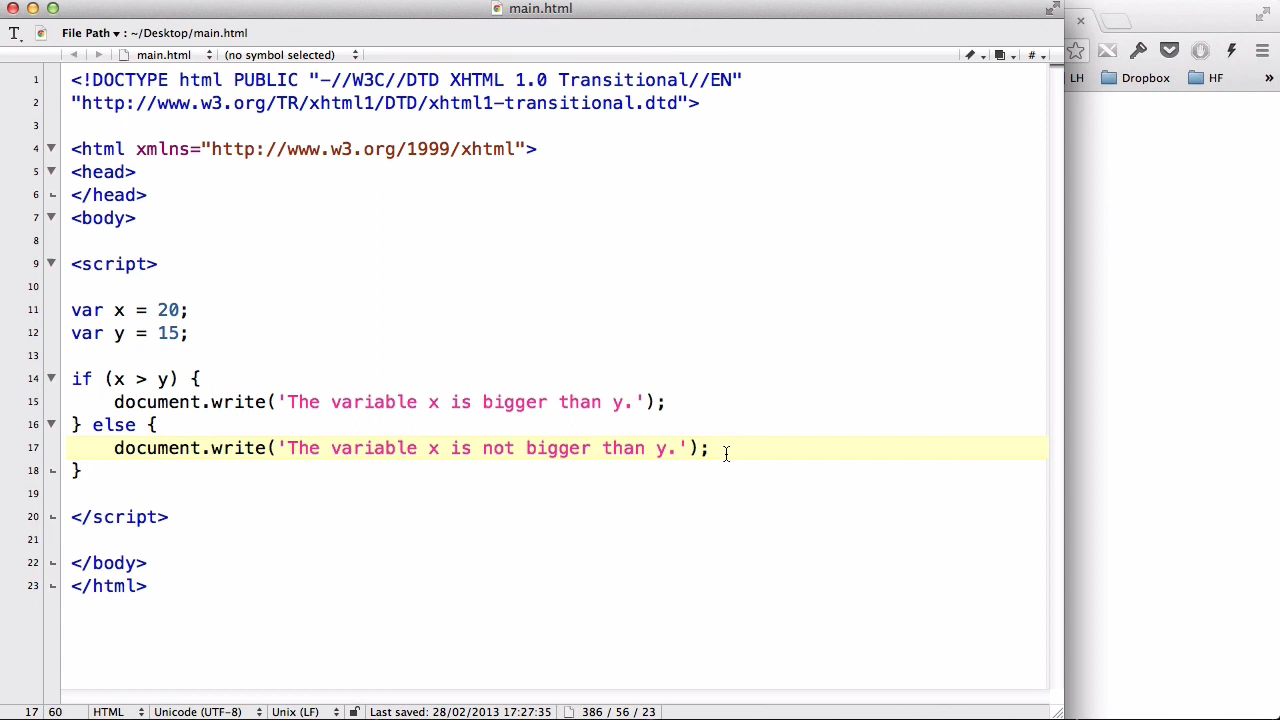 main.html
File Path ▾ : ~/Desktop/main.html
main.html (no symbol selected) #
LH Dropbox HF »
1 <!DOCTYPE html PUBLIC "-//W3C//DTD XHTML 1.0 Transitional//EN"
2 "http://www.w3.org/TR/xhtml1/DTD/xhtml1-transitional.dtd">
3
4 <html xmlns="http://www.w3.org/1999/xhtml">
5 <head>
6 </head>
7 <body>
8
9 <script>
10
11 var x = 20;
12 var y = 15;
13
14 if (x > y) {
15 document.write('The variable x is bigger than y.');
16 } else {
17 document.write('The variable x is not bigger than y.');
18 }
19
20 </script>
21
22 </body>
23 </html>
17 60 HTML Unicode (UTF-8) Unix (LF) Last saved: 28/02/2013 17:27:35 386 / 56 / 23